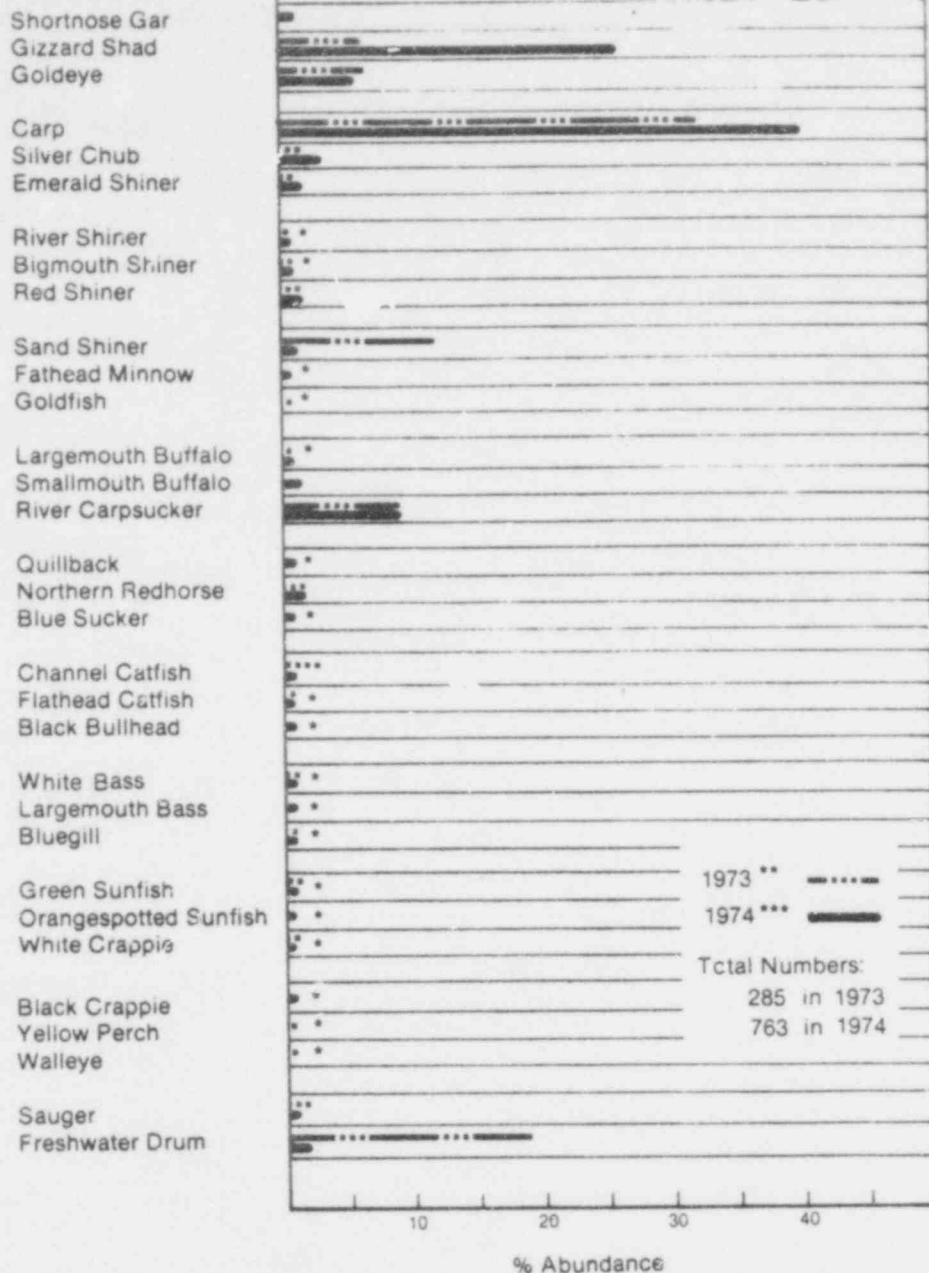 Shortnose Gar
Gizzard Shad
Goldeye
Carp
Silver Chub
Emerald Shiner
River Shiner *
Bigmouth Shiner *
Red Shiner
Sand Shiner
Fathead Minnow *
Goldfish *
Largemouth Buffalo *
Smallmouth Buffalo
River Carpsucker
Quillback *
Northern Redhorse
Blue Sucker *
Channel Catfish
Flathead Catfish *
Black Bullhead *
White Bass *
Largemouth Bass *
Bluegill *
Green Sunfish *
Orangespotted Sunfish *
White Crappie *
Black Crappie *
Yellow Perch *
Walleye *
Sauger
Freshwater Drum
1973 **
1974 ***
Total Numbers:
285 in 1973
763 in 1974
10 20 30 40
% Abundance